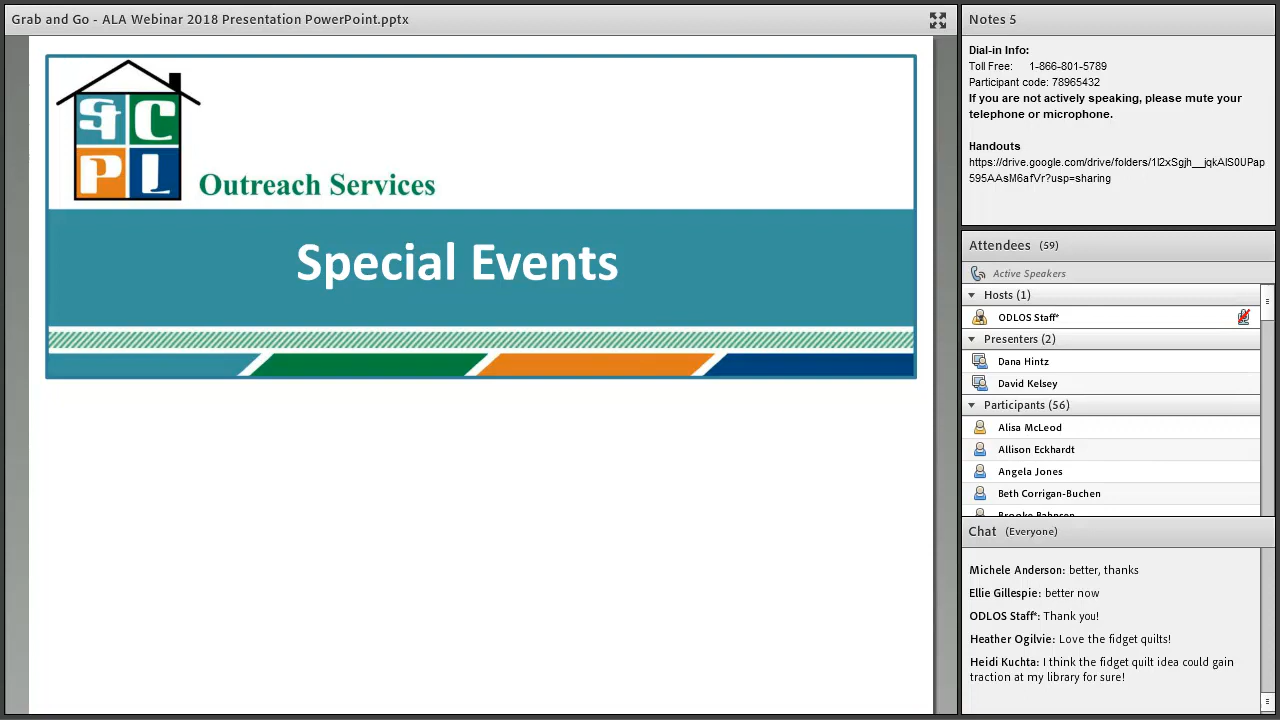 Grab and Go - ALA Webinar 2018 Presentation PowerPoint.pptx
SCPL
Outreach Services
Special Events
Notes 5
Dial-in Info:
Toll Free: 1-866-801-5789
Participant code: 78965432
If you are not actively speaking, please mute your
telephone or microphone.
Handouts
https://drive.google.com/drive/folders/1I2xSgjh__jqkAIS0UPap
595AAsM6afVr?usp=sharing
Attendees (59)
Active Speakers
Hosts (1)
ODLOS Staff*
Presenters (2)
Dana Hintz
David Kelsey
Participants (56)
Alisa McLeod
Allison Eckhardt
Angela Jones
Beth Corrigan-Buchen
Brooke Bahnsen
Chat (Everyone)
Michele Anderson: better, thanks
Ellie Gillespie: better now
ODLOS Staff*: Thank you!
Heather Ogilvie: Love the fidget quilts!
Heidi Kuchta: I think the fidget quilt idea could gain
traction at my library for sure!